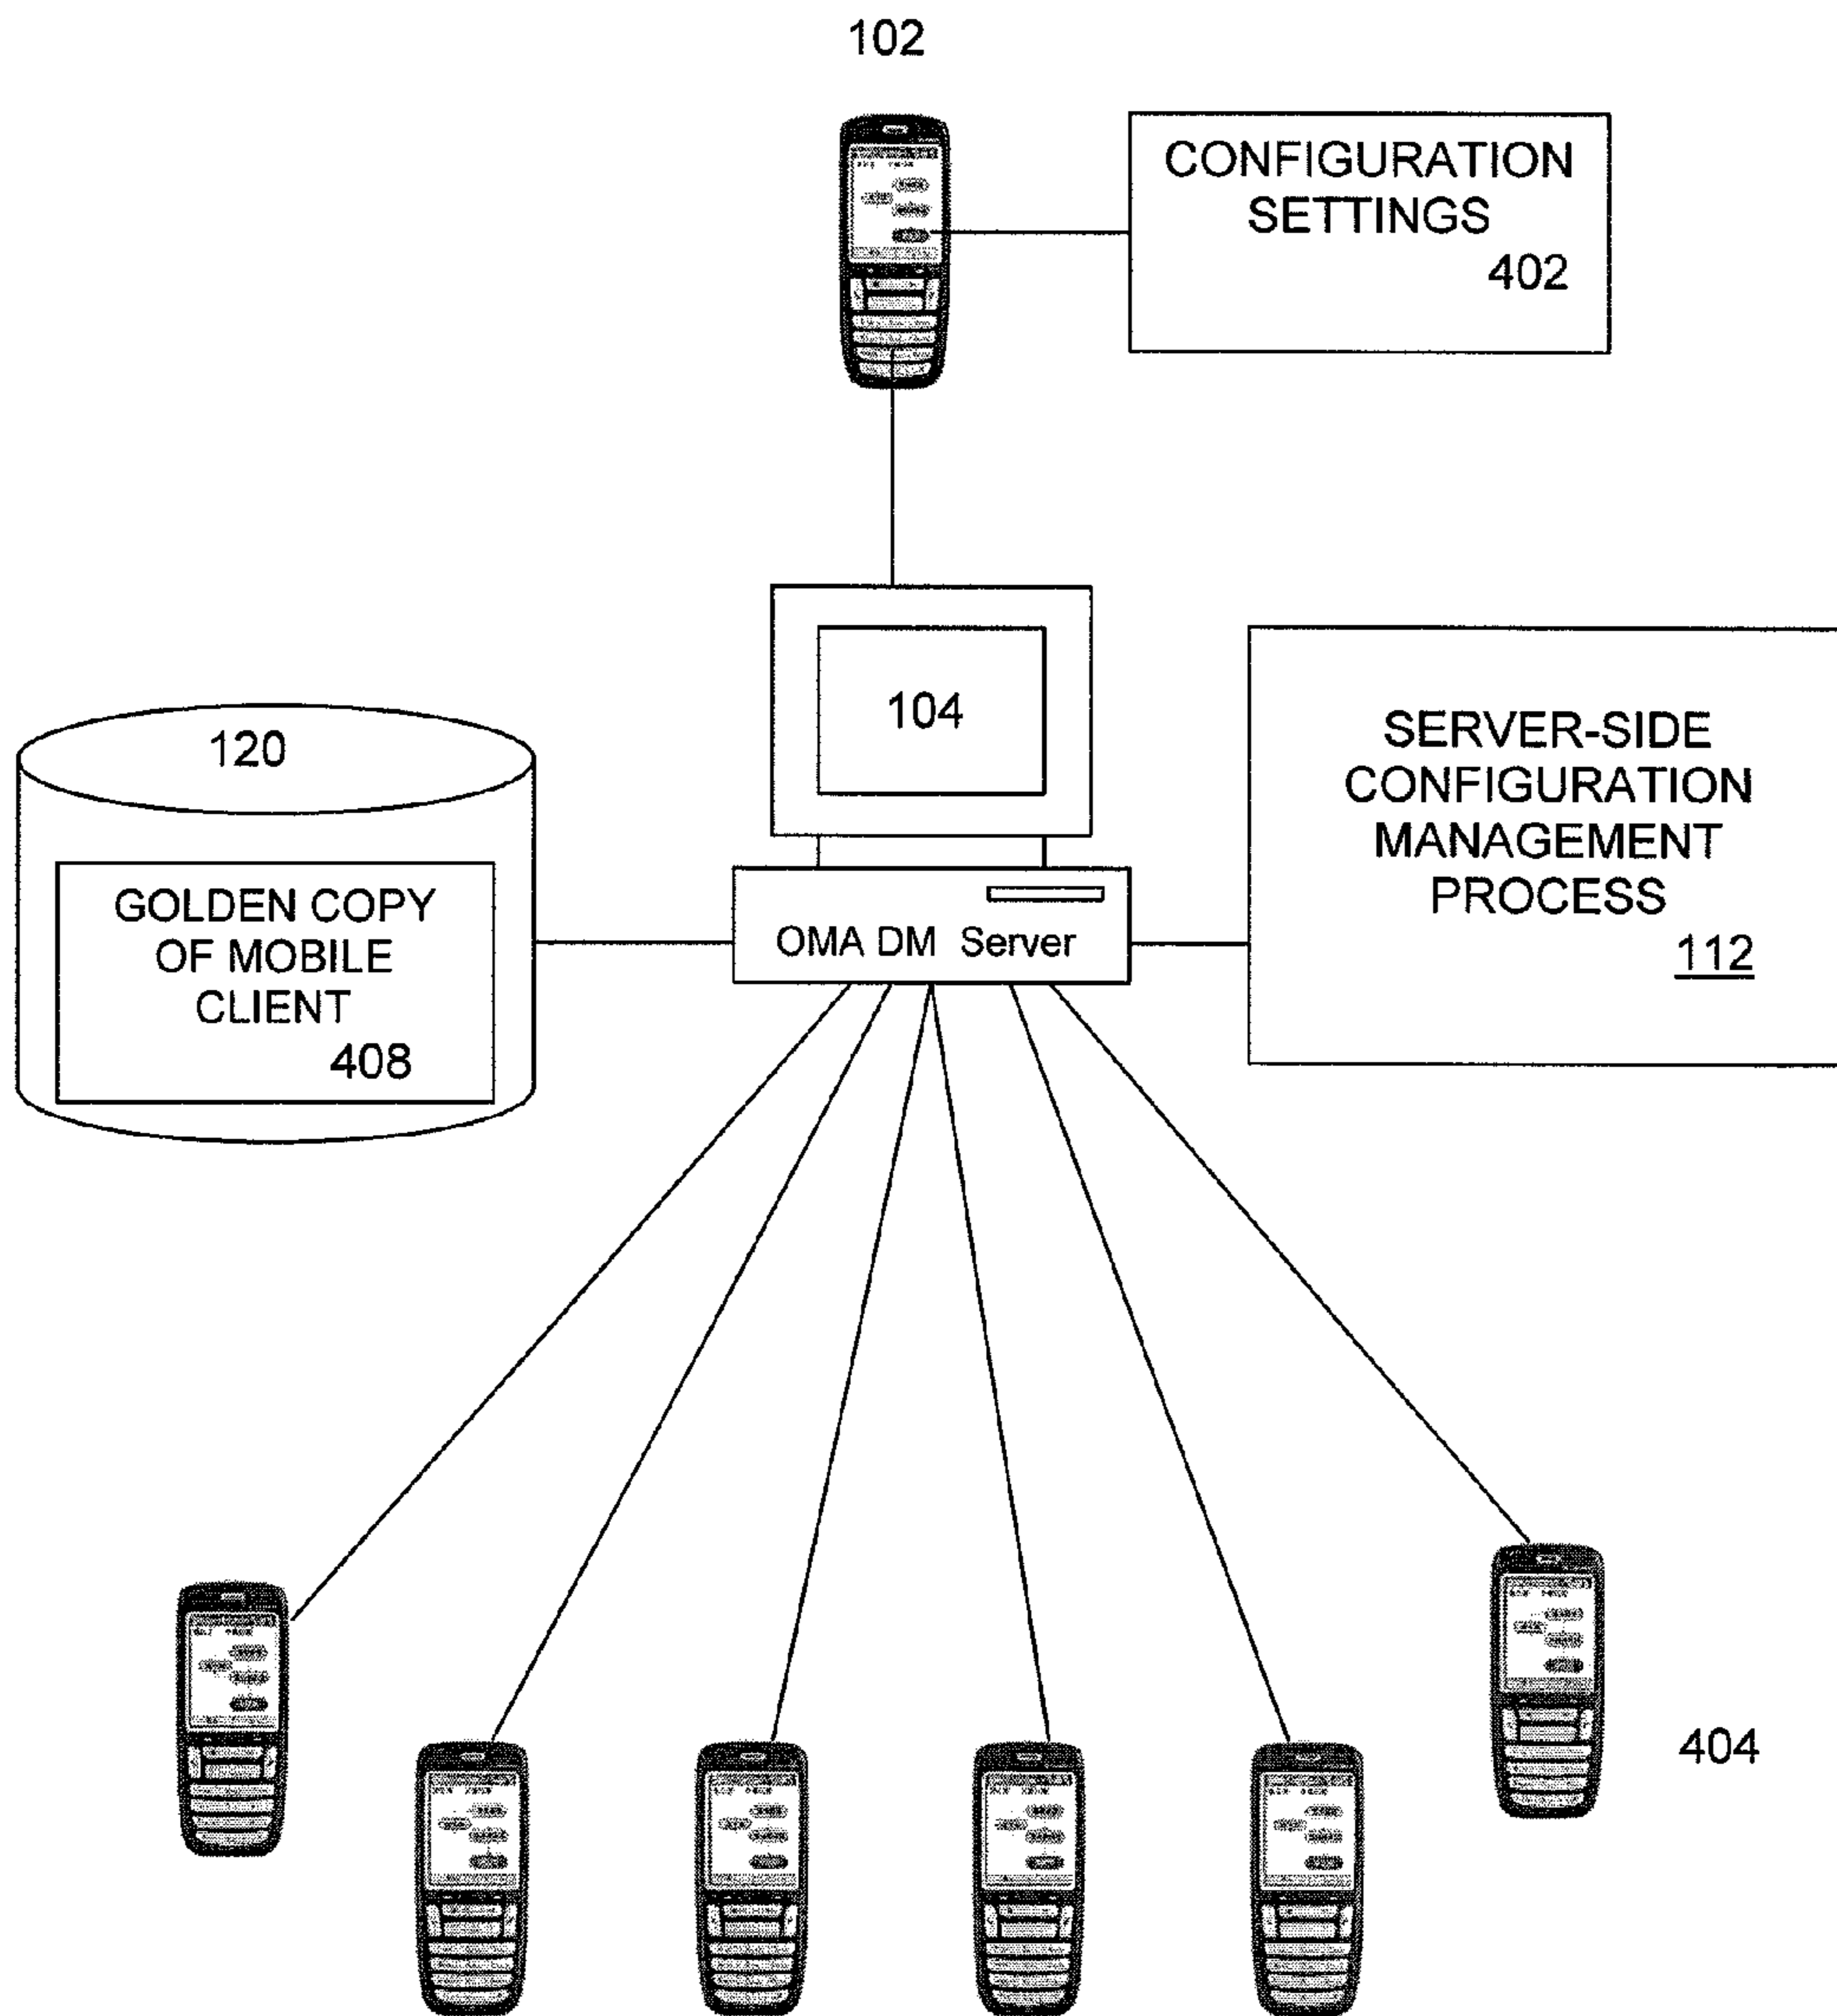 102
CONFIGURATION
SETTINGS
402
104
120
GOLDEN COPY
OF MOBILE
CLIENT
408
OMA DM Server
SERVER-SIDE
CONFIGURATION
MANAGEMENT
PROCESS
112
404